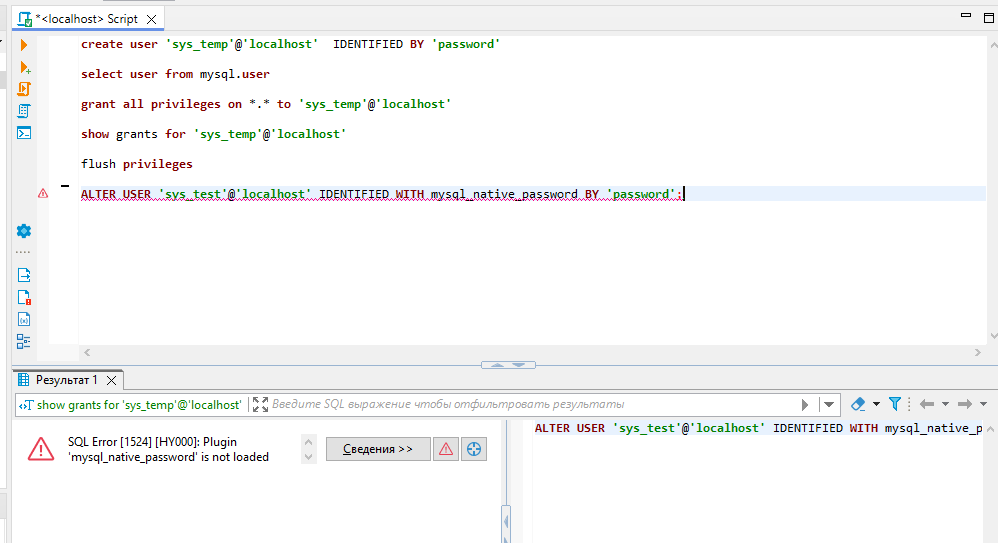 *<localhost> Script
create user 'sys_temp'@'localhost'  IDENTIFIED BY 'password'
select user from mysql.user
grant all privileges on *.* to 'sys_temp'@'localhost'
show grants for 'sys_temp'@'localhost'
flush privileges
ALTER USER 'sys_test'@'localhost' IDENTIFIED WITH mysql_native_password BY 'password';
Результат 1
show grants for 'sys_temp'@'localhost'
Введите SQL выражение чтобы отфильтровать результаты
SQL Error [1524] [HY000]: Plugin
'mysql_native_password' is not loaded
Сведения >>
ALTER USER 'sys_test'@'localhost' IDENTIFIED WITH mysql_native_p